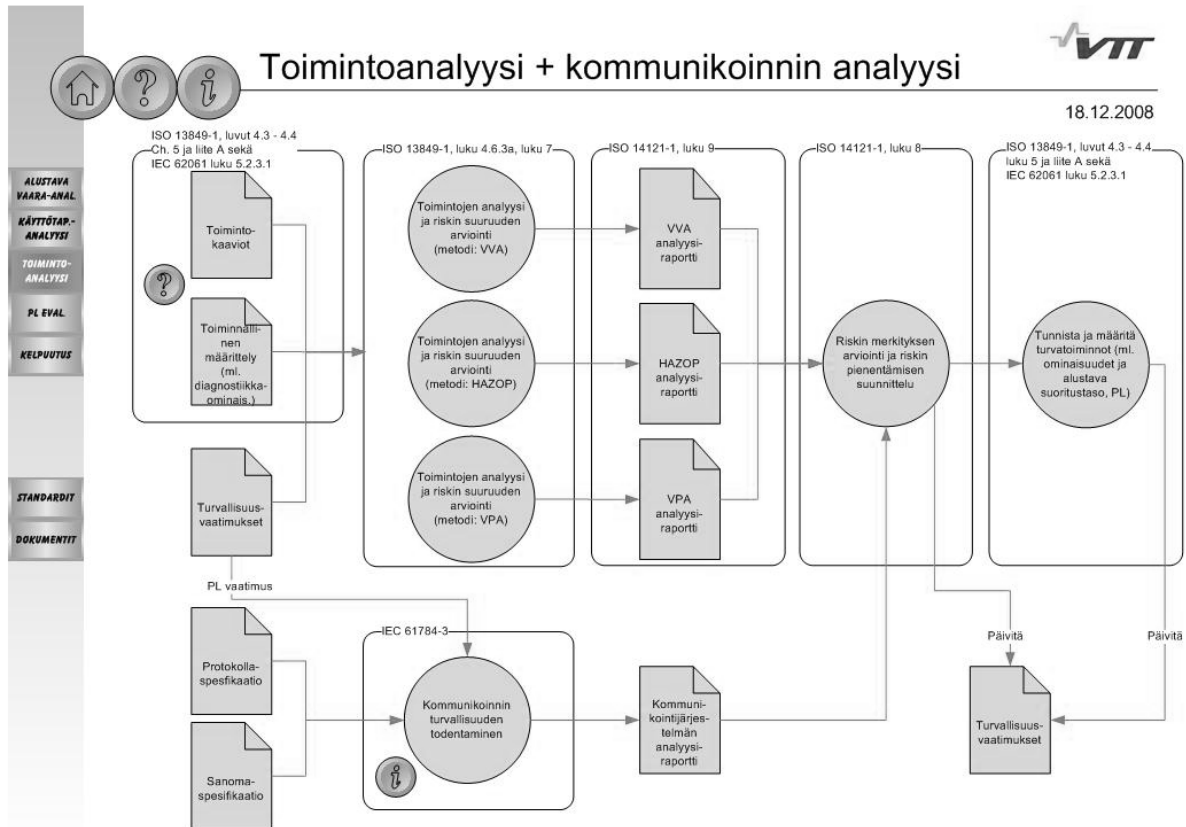 VTT
Toimintoanalyysi + kommunikoinnin analyysi
18.12.2008
ALUSTAVA
VAARA-ANAL.
KÄYTTÖTAP.-
ANALYYSI
TOIMINTO-
ANALYYSI
PL EVAL.
KELPUUTUS
STANDARDIT
DOKUMENTIT
ISO 13849-1, luvut 4.3 - 4.4
Ch. 5 ja liite A sekä
IEC 62061 luku 5.2.3.1
Toiminto-
kaaviot
?
Toiminnalli-
nen
määrittely
(ml.
diagnostiikka-
ominais.)
Turvallisuus-
vaatimukset
PL vaatimus
Protokolla-
spesfikaatio
Sanoma-
spesifikaatio
ISO 13849-1, luku 4.6.3a, luku 7
Toimintojen analyysi
ja riskin suuruuden
arviointi
(metodi: VVA)
Toimintojen analyysi
ja riskin suuruuden
arviointi
(metodi: HAZOP)
Toimintojen analyysi
ja riskin suuruuden
arviointi
(metodi: VPA)
IEC 61784-3
Kommunikoinnin
turvallisuuden
todentaminen
i
ISO 14121-1, luku 9
VVA
analyysi-
raportti
HAZOP
analyysi-
raportti
VPA
analyysi-
raportti
Kommuni-
kointijärjes-
telmän
analyysi-
raportti
ISO 14121-1, luku 8
Riskin merkityksen
arviointi ja riskin
pienentämisen
suunnittelu
ISO 13849-1, luvut 4.3 - 4.4
luku 5 ja liite A sekä
IEC 62061 luku 5.2.3.1
Tunnista ja määritä
turvatoiminnot (ml.
ominaisuudet ja
alustava
suoritustaso, PL)
Päivitä
Päivitä
Turvallisuus-
vaatimukset
? i